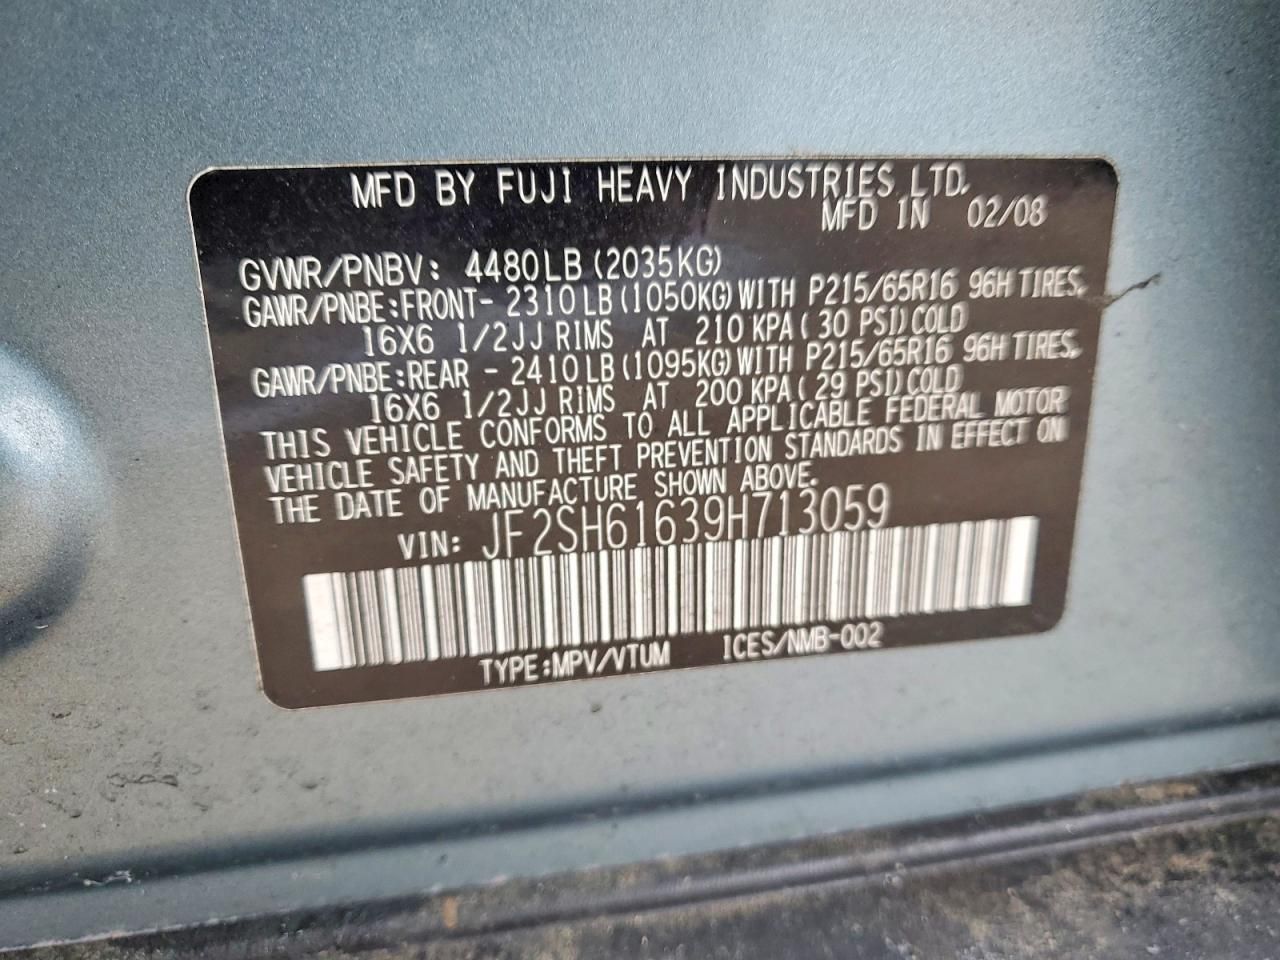 MFD BY FUJI HEAVY INDUSTRIES LTD.
MFD IN 02/08
GVWR/PNBV: 4480LB (2035KG)
GAWR/PNBE:FRONT- 2310LB (1050KG) WITH P215/65R16 96H TIRES,
16X6 1/2JJ RIMS AT 210 KPA ( 30 PSI) COLD
GAWR/PNBE:REAR - 2410LB (1095KG) WITH P215/65R16 96H TIRES,
16X6 1/2JJ RIMS AT 200 KPA ( 29 PSI) COLD
THIS VEHICLE CONFORMS TO ALL APPLICABLE FEDERAL MOTOR
VEHICLE SAFETY AND THEFT PREVENTION STANDARDS IN EFFECT ON
THE DATE OF MANUFACTURE SHOWN ABOVE.
VIN: JF2SH61639H713059
TYPE:MPV/VTUM ICES/NMB-002